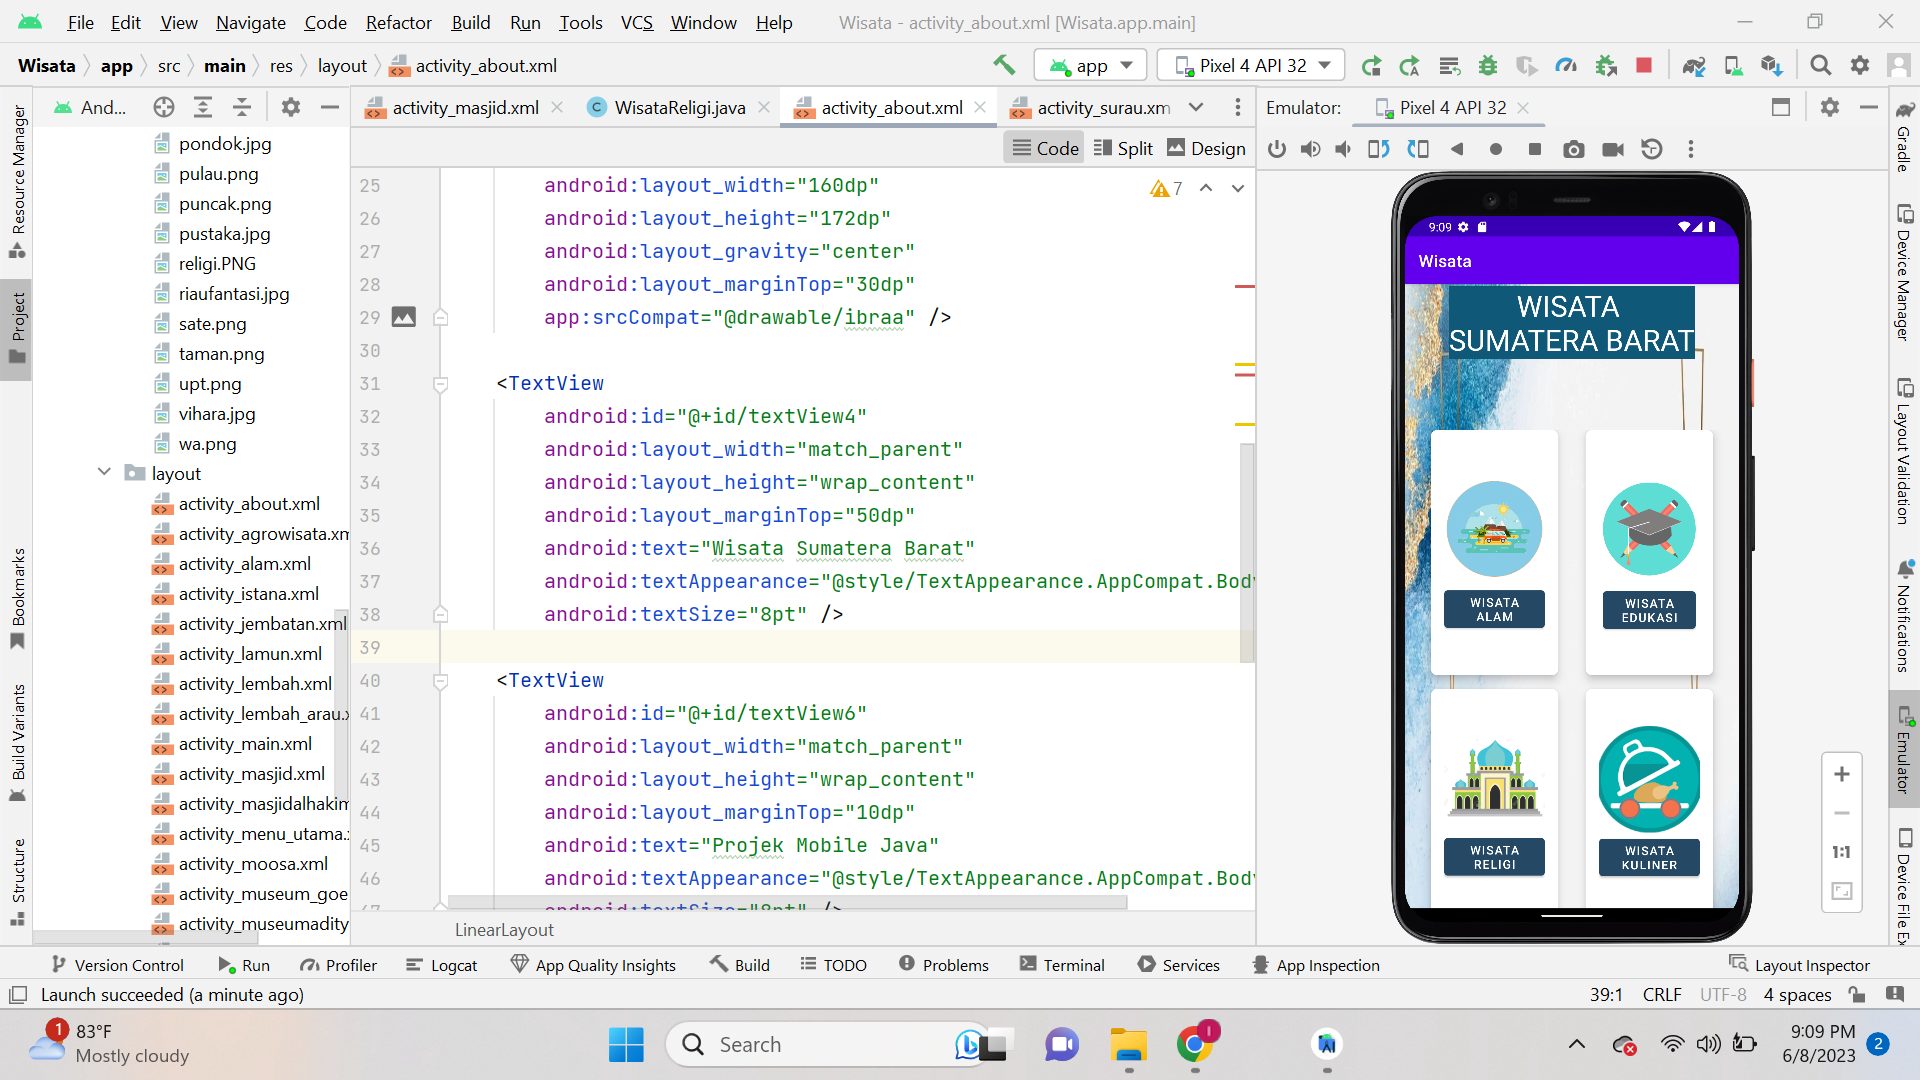 File Edit View Navigate Code Refactor Build Run Tools VCS Window Help Wisata - activity_about.xml [Wisata.app.main]
Wisata app src main res layout activity_about.xml app Pixel 4 API 32
And... activity_masjid.xml WisataReligi.java activity_about.xml activity_surau.xm Emulator: Pixel 4 API 32
Code Split Design
Resource Manager
Project
Bookmarks
Build Variants
Structure
pondok.jpg
pulau.png
puncak.png
pustaka.jpg
religi.PNG
riaufantasi.jpg
sate.png
taman.png
upt.png
vihara.jpg
wa.png
layout
activity_about.xml
activity_agrowisata.xm
activity_alam.xml
activity_istana.xml
activity_jembatan.xml
activity_lamun.xml
activity_lembah.xml
activity_lembah_arau.x
activity_main.xml
activity_masjid.xml
activity_masjidalhakim
activity_menu_utama.x
activity_moosa.xml
activity_museum_goe
activity_museumadity
7
25 android:layout_width="160dp"
26 android:layout_height="172dp"
27 android:layout_gravity="center"
28 android:layout_marginTop="30dp"
29 app:srcCompat="@drawable/ibraa" />
30
31 <TextView
32 android:id="@+id/textView4"
33 android:layout_width="match_parent"
34 android:layout_height="wrap_content"
35 android:layout_marginTop="50dp"
36 android:text="Wisata Sumatera Barat"
37 android:textAppearance="@style/TextAppearance.AppCompat.Body
38 android:textSize="8pt" />
39
40 <TextView
41 android:id="@+id/textView6"
42 android:layout_width="match_parent"
43 android:layout_height="wrap_content"
44 android:layout_marginTop="10dp"
45 android:text="Projek Mobile Java"
46 android:textAppearance="@style/TextAppearance.AppCompat.Body
47 android:textSize="8pt" />
LinearLayout
9:09
Wisata
WISATA
SUMATERA BARAT
WISATA
ALAM
WISATA
EDUKASI
WISATA
RELIGI
WISATA
KULINER
1:1
Gradle
Device Manager
Layout Validation
Notifications
Emulator
Device File Ex
Version Control Run Profiler Logcat App Quality Insights Build TODO Problems Terminal Services App Inspection Layout Inspector
Launch succeeded (a minute ago) 39:1 CRLF UTF-8 4 spaces
1
83°F
Mostly cloudy
Search
I
9:09 PM
6/8/2023
2